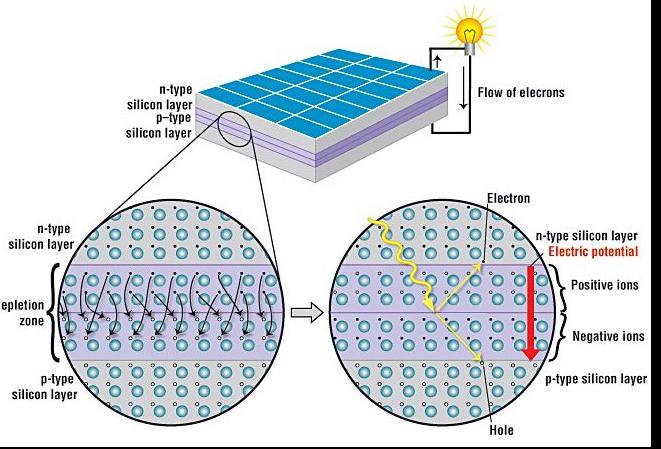 n-type
silicon layer
p–type
silicon layer
Flow of elecrons
n-type
silicon layer
epletion
zone
p-type
silicon layer
Electron
n-type silicon layer
Electric potential
Positive ions
Negative ions
p-type silicon layer
Hole